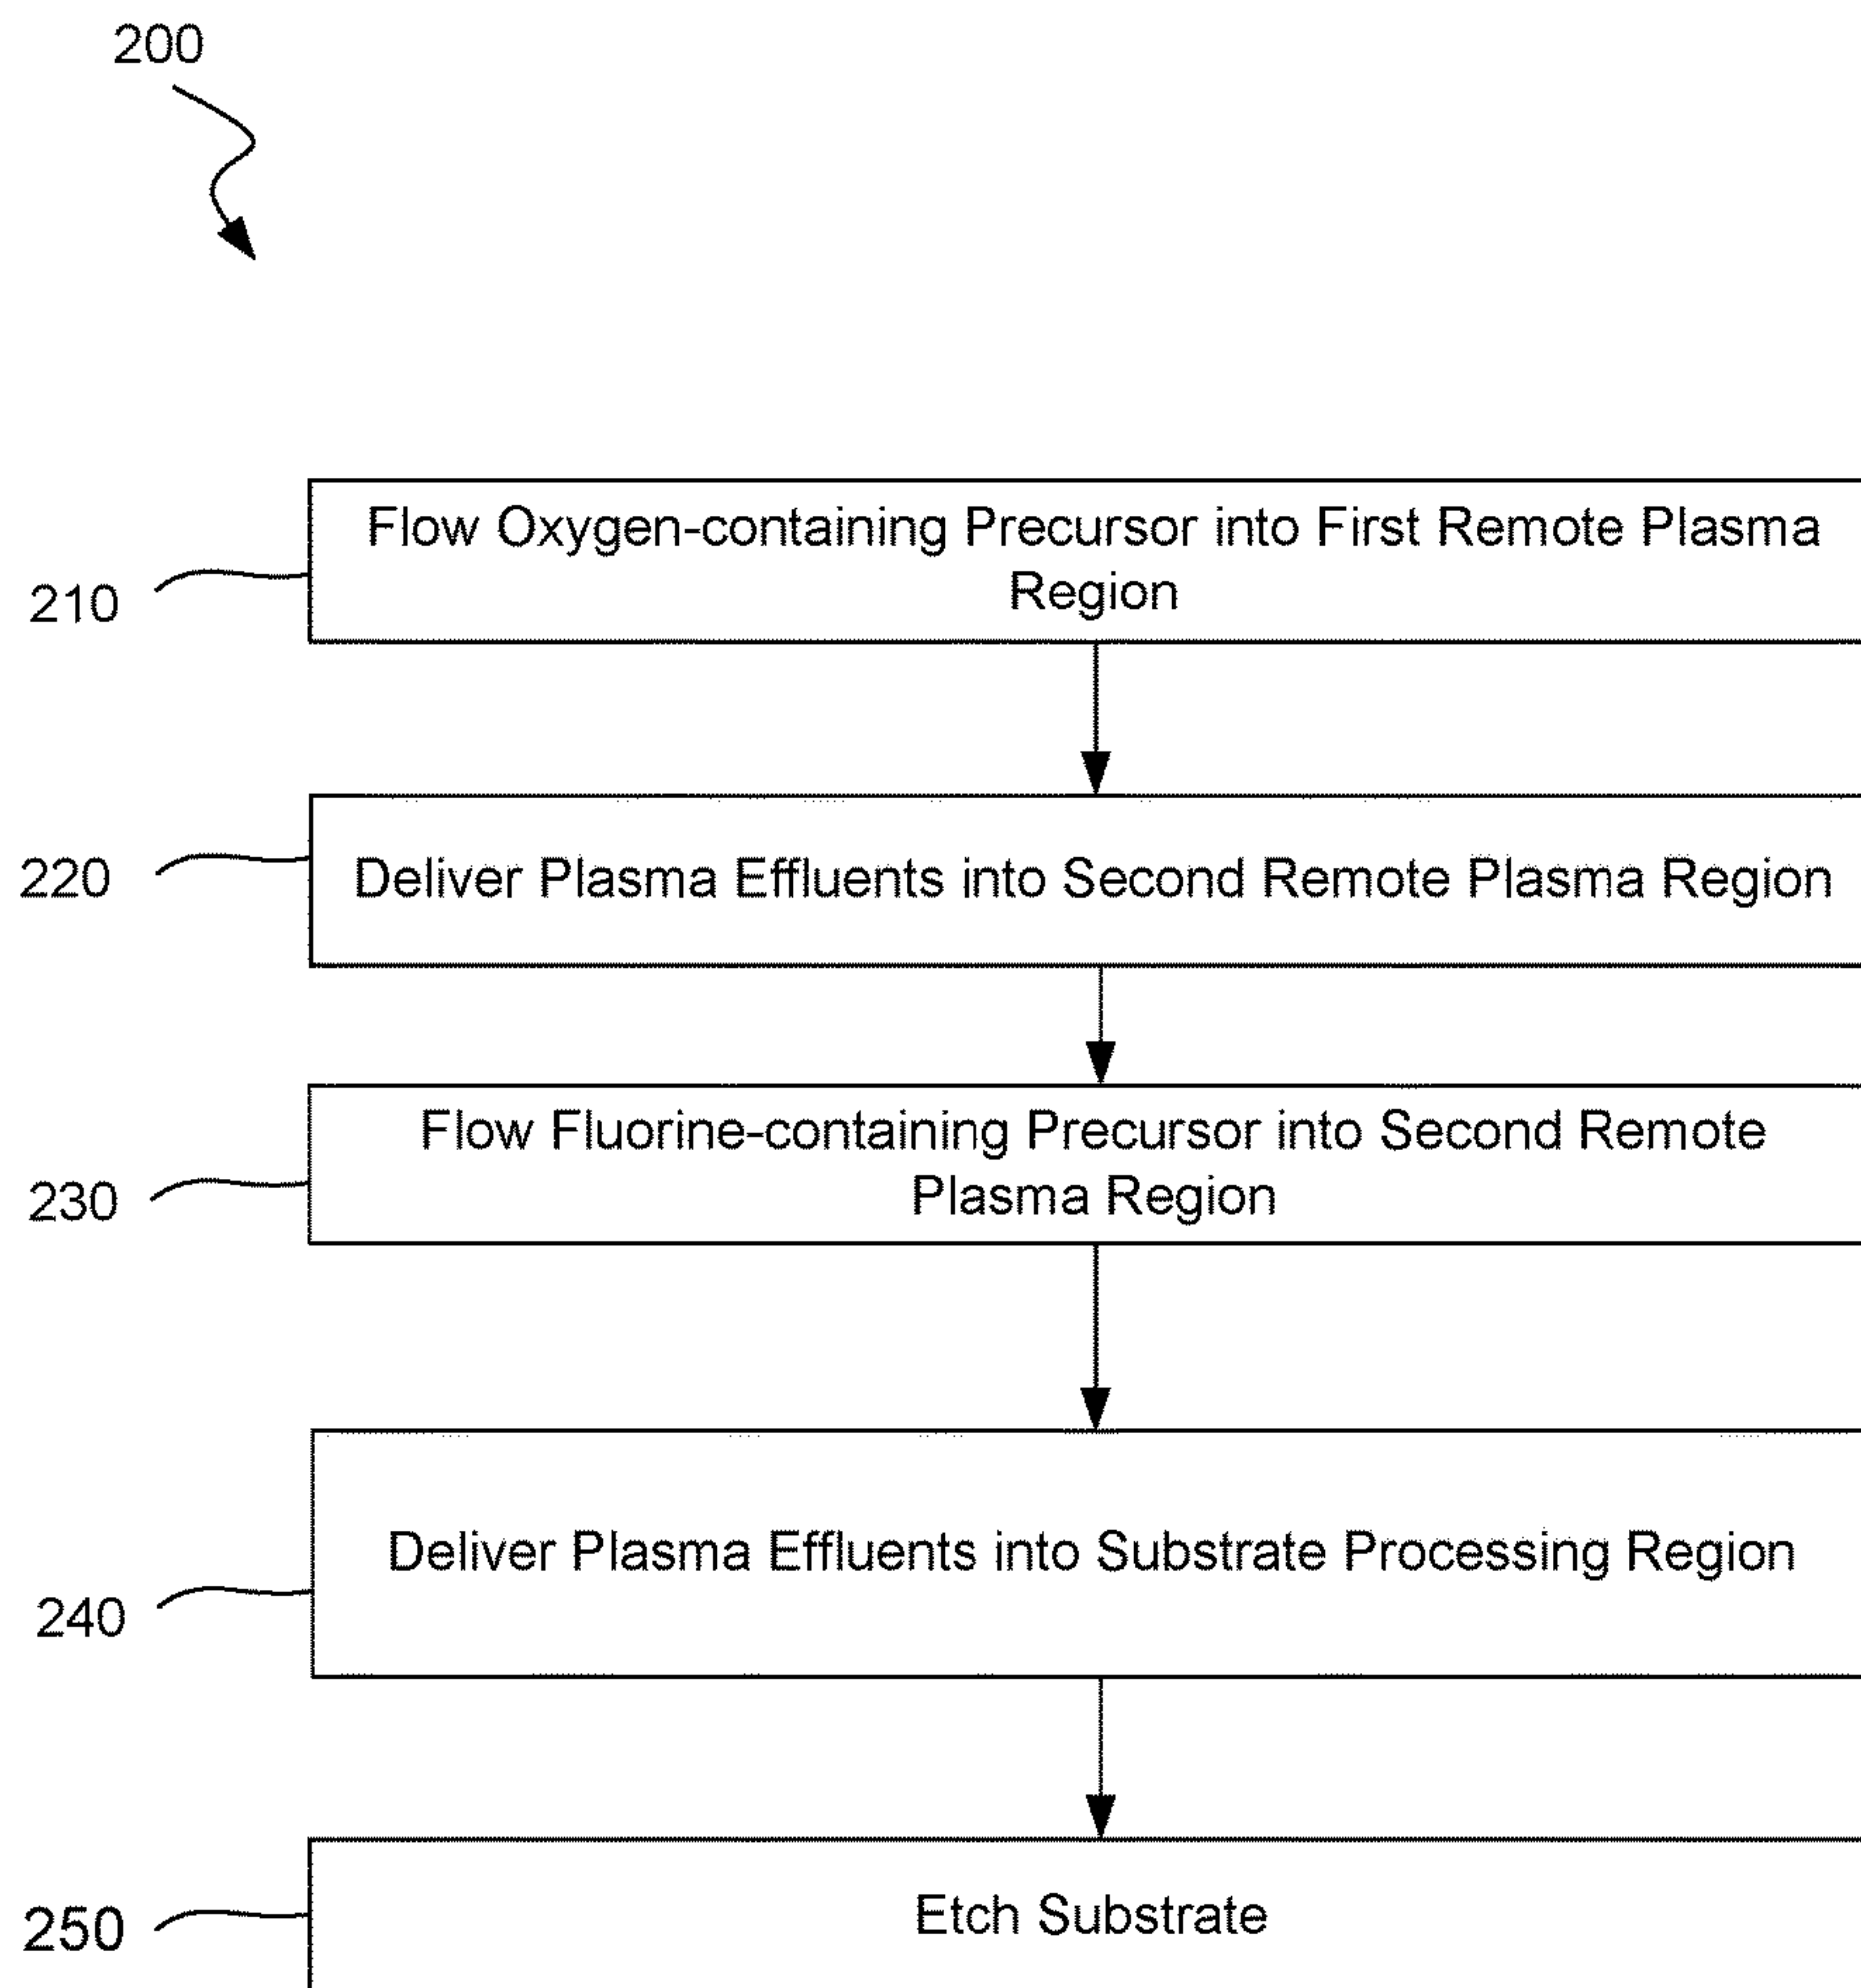 200
Flow Oxygen-containing Precursor into First Remote Plasma
Region
210
Deliver Plasma Effluents into Second Remote Plasma Region
220
Flow Fluorine-containing Precursor into Second Remote
Plasma Region
230
Deliver Plasma Effluents into Substrate Processing Region
240
Etch Substrate
250